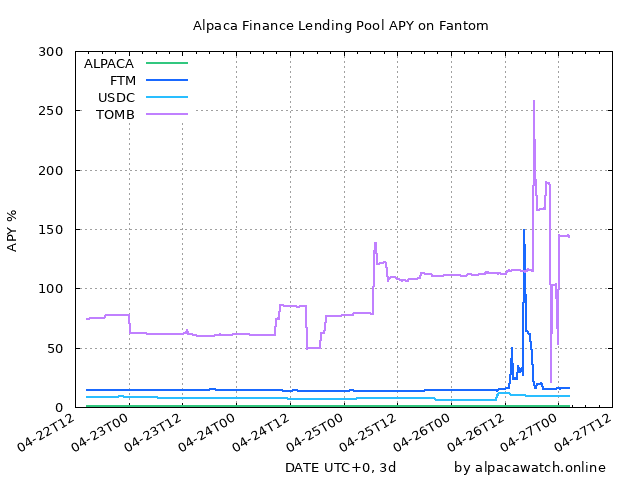 Alpaca Finance Lending Pool APY on Fantom
300
250
200
150
100
50
0
APY %
ALPACA
FTM
USDC
TOMB
04-22T12
04-23T00
04-23T12
04-24T00
04-24T12
04-25T00
04-25T12
04-26T00
04-26T12
04-27T00
04-27T12
DATE UTC+0, 3d
by alpacawatch.online